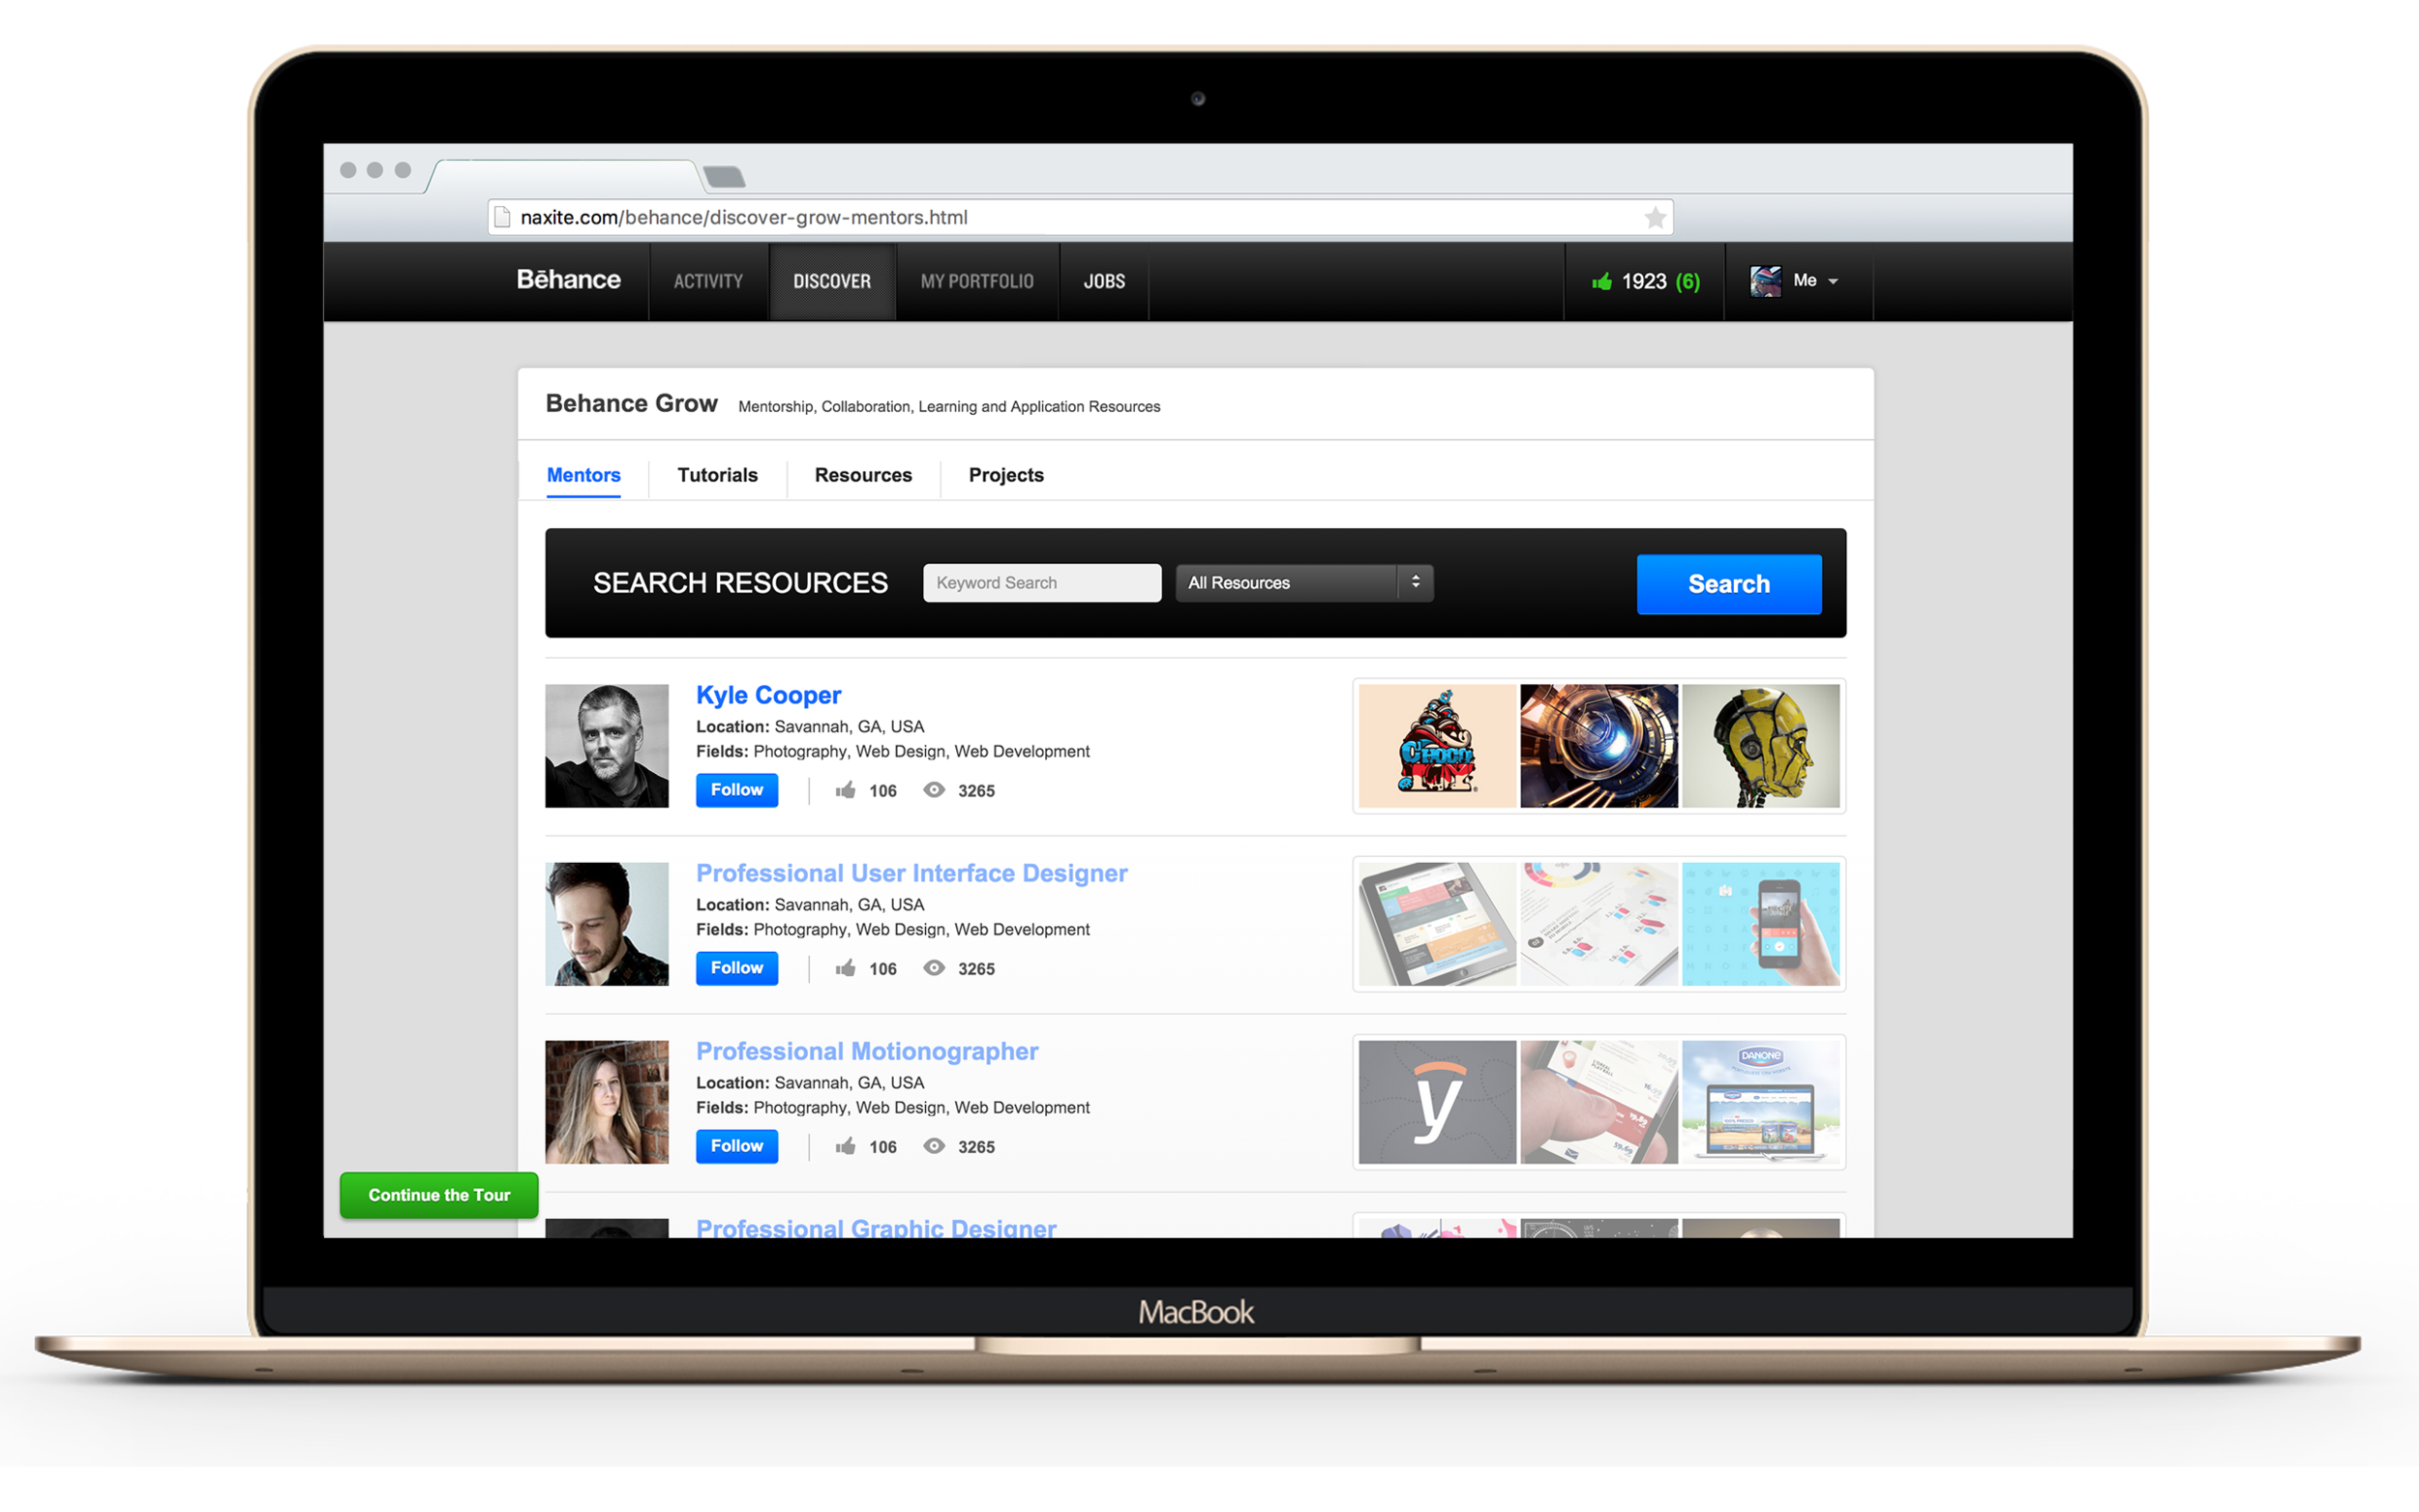 naxite.com/behance/discover-grow-mentors.html
Bēhance ACTIVITY DISCOVER MY PORTFOLIO JOBS 1923 (6) Me
Behance Grow Mentorship, Collaboration, Learning and Application Resources
Mentors Tutorials Resources Projects
SEARCH RESOURCES Keyword Search All Resources Search
Kyle Cooper
Location: Savannah, GA, USA
Fields: Photography, Web Design, Web Development
Follow 106 3265
CHOCO
Professional User Interface Designer
Location: Savannah, GA, USA
Fields: Photography, Web Design, Web Development
Follow 106 3265
Professional Motionographer
Location: Savannah, GA, USA
Fields: Photography, Web Design, Web Development
Follow 106 3265
y
DANONE
Continue the Tour
Professional Graphic Designer
MacBook